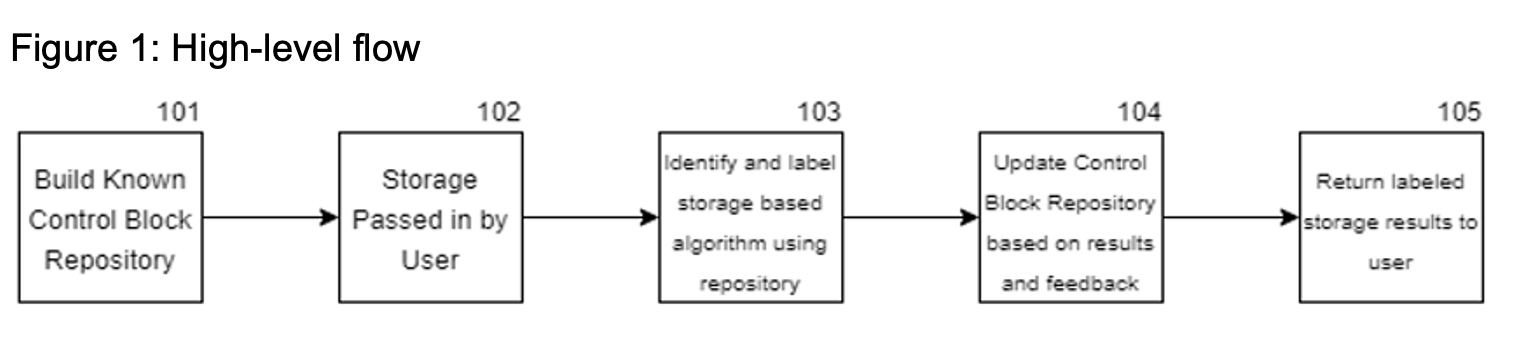 Figure 1: High-level flow
101
Build Known
Control Block
Repository
102
Storage
Passed in by
User
103
Identify and label
storage based
algorithm using
repository
104
Update Control
Block Repository
based on results
and feedback
105
Return labeled
storage results to
user